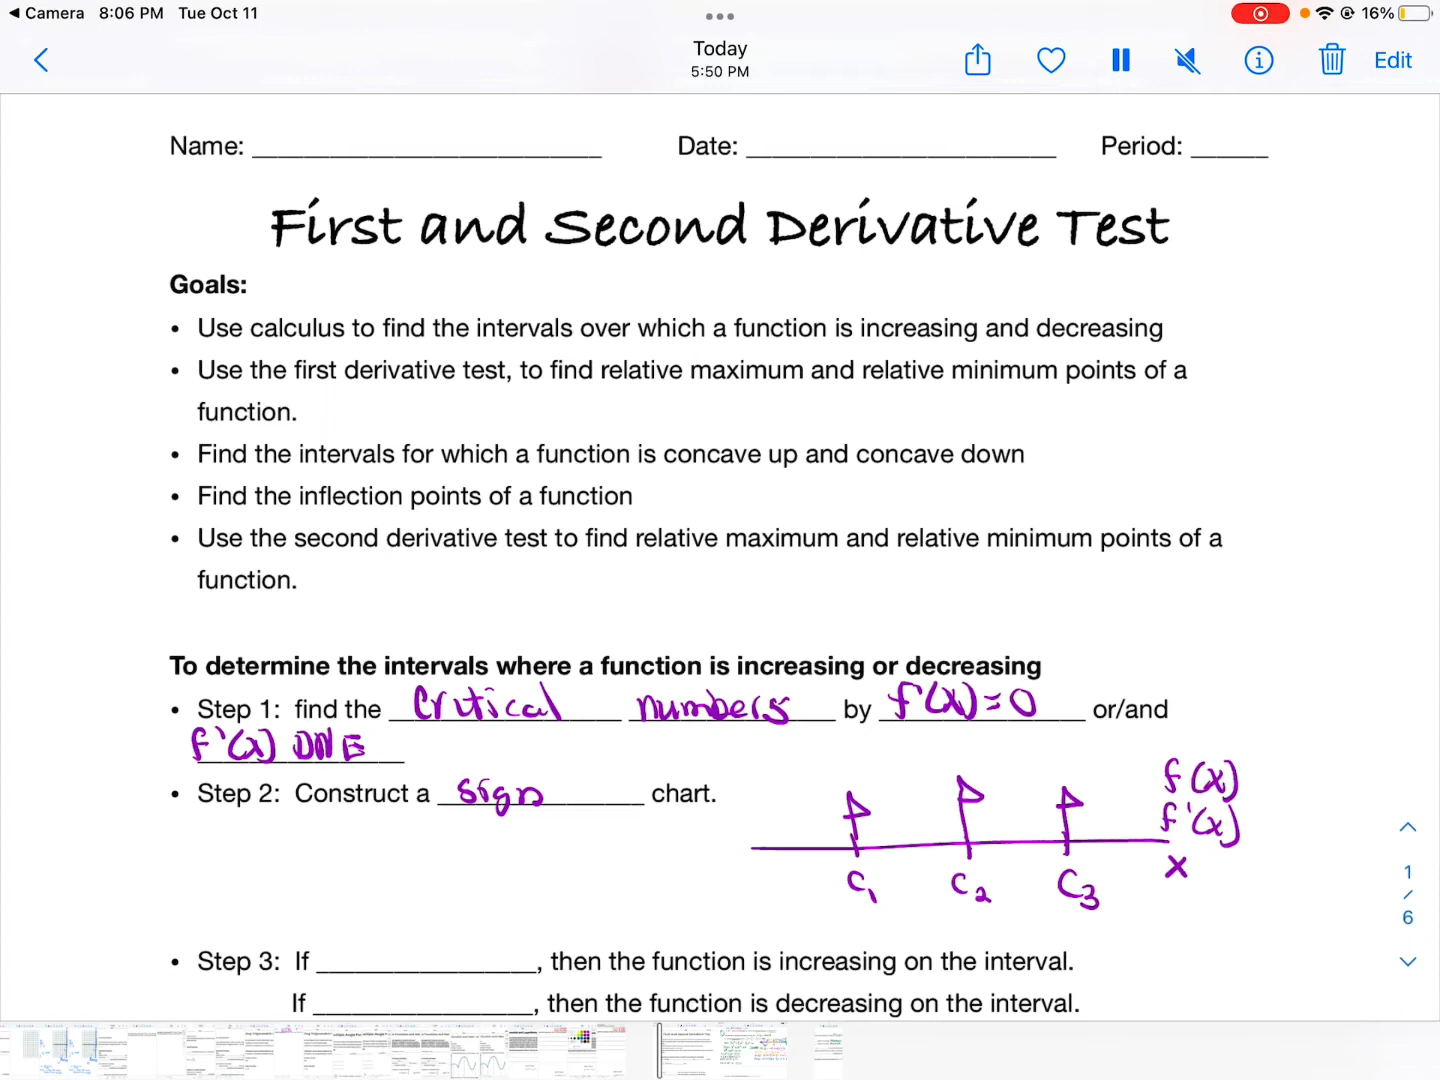 Camera 8:06 PM Tue Oct 11 16%
Today
5:50 PM
Edit
Name: ____________ Date: ____________ Period: ______
First and Second Derivative Test
Goals:
• Use calculus to find the intervals over which a function is increasing and decreasing
• Use the first derivative test, to find relative maximum and relative minimum points of a
function.
• Find the intervals for which a function is concave up and concave down
• Find the inflection points of a function
• Use the second derivative test to find relative maximum and relative minimum points of a
function.
To determine the intervals where a function is increasing or decreasing
• Step 1: find the critical numbers by f'(x)=0 or/and
f'(x) DNE
• Step 2: Construct a sign chart.
f(x)
f'(x)
x
c₁ c₂ c₃
1
/
6
• Step 3: If ____________, then the function is increasing on the interval.
If ____________, then the function is decreasing on the interval.